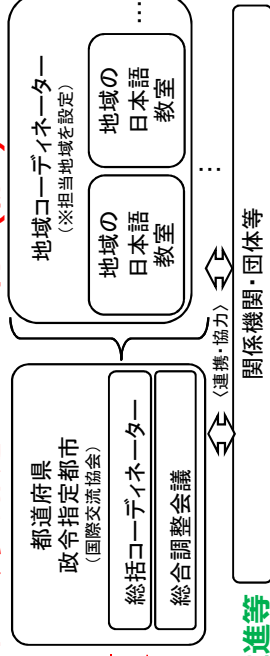 都道府県
政令指定都市
(国際交流協会)
総括コーディネーター
総合調整会議
地域コーディネーター
(※担当地域を設定)
地域の
日本語
教室
地域の
日本語
教室
…
…
〈連携・協力〉
関係機関・団体等
進等